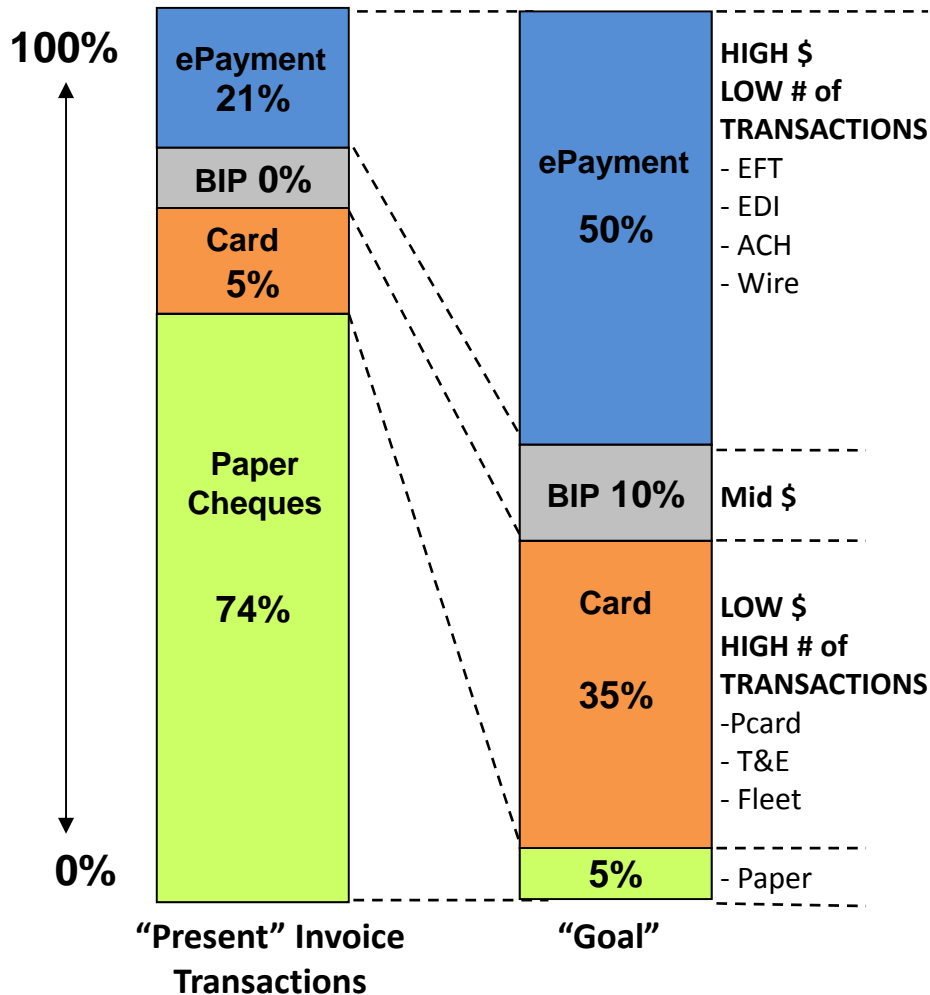 100%
0%
ePayment
21%
BIP 0%
Card
5%
Paper
Cheques
74%
“Present” Invoice
Transactions
ePayment
50%
BIP 10%
Card
35%
5%
“Goal”
HIGH $
LOW # of
TRANSACTIONS
- EFT
- EDI
- ACH
- Wire
Mid $
LOW $
HIGH # of
TRANSACTIONS
-Pcard
- T&E
- Fleet
- Paper